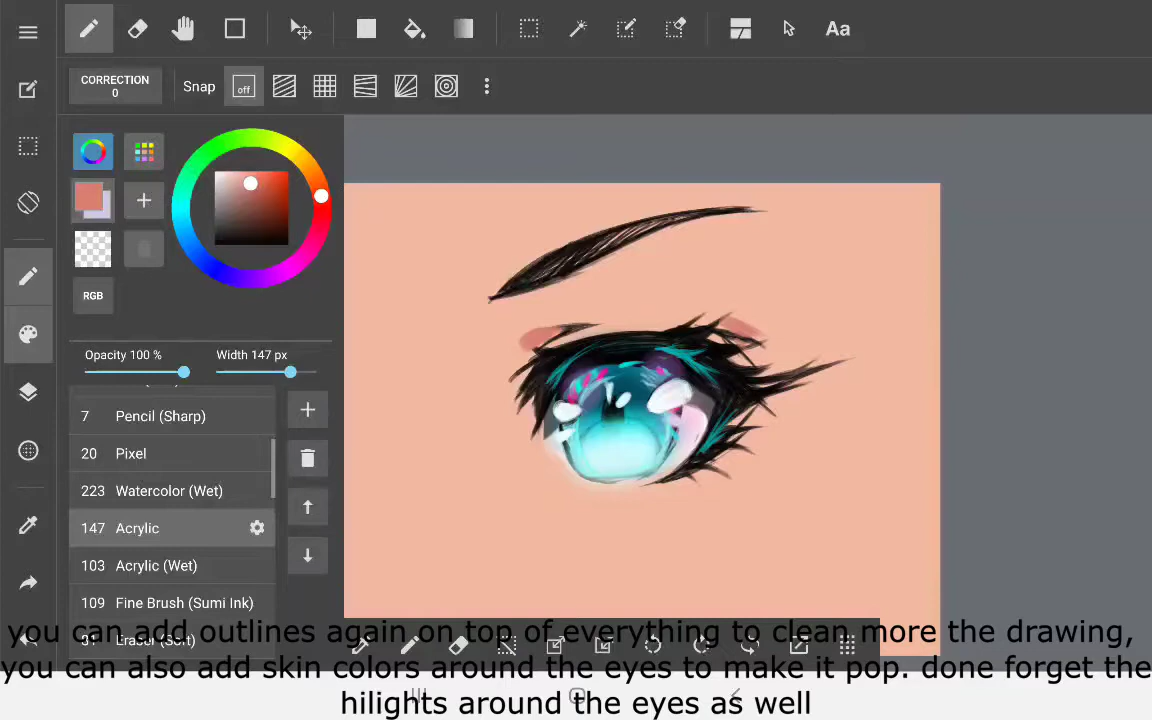 Aa
CORRECTION
0
Snap
off
RGB
Opacity 100 %
Width 147 px
7 Pencil (Sharp)
20 Pixel
223 Watercolor (Wet)
147 Acrylic
103 Acrylic (Wet)
109 Fine Brush (Sumi Ink)
Eraser (Soft)
you can add outlines again on top of everything to clean more the drawing,
you can also add skin colors around the eyes to make it pop. done forget the
hilights around the eyes as well